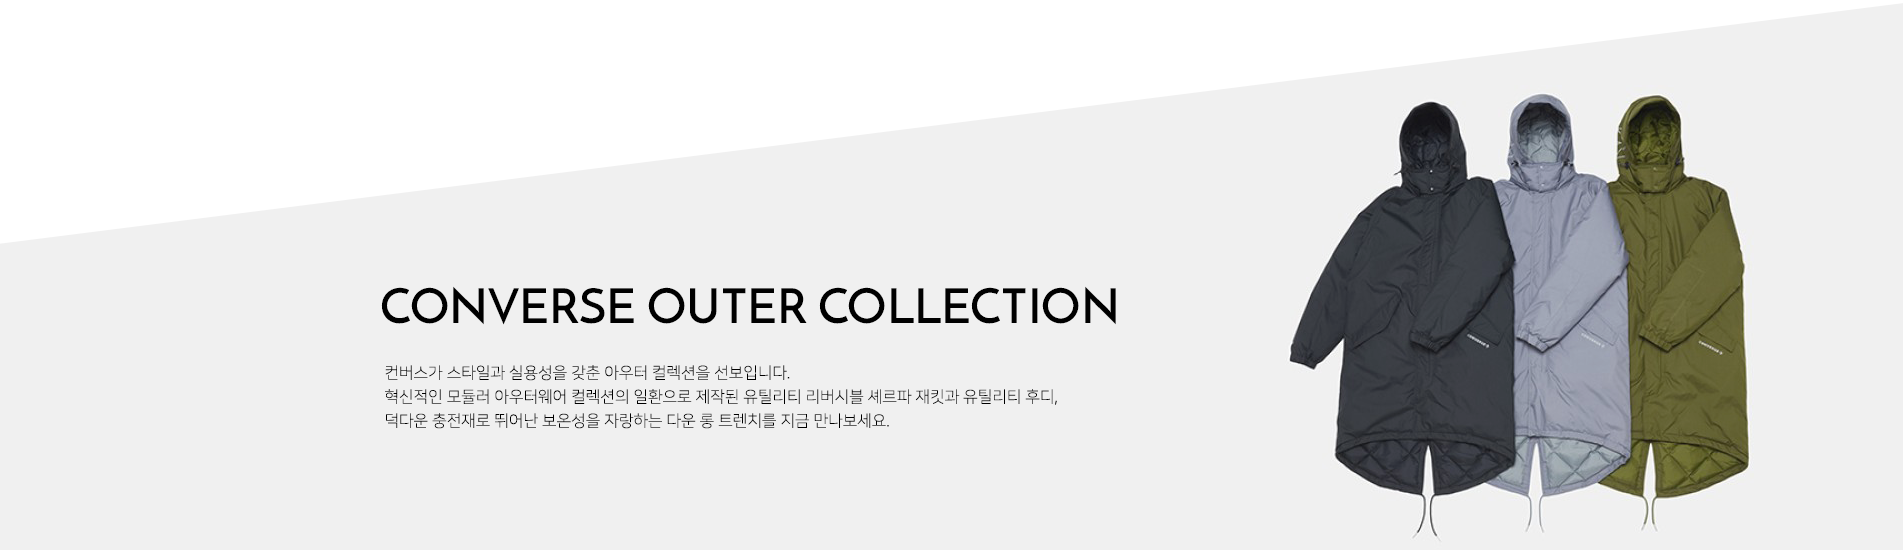 CONVERSE OUTER COLLECTION
컨버스가 스타일과 실용성을 갖춘 아우터 컬렉션을 선보입니다.
혁신적인 모듈러 아우터웨어 컬렉션의 일환으로 제작된 유틸리티 리버시블 셰르파 재킷과 유틸리티 후디,
덕다운 충전재로 뛰어난 보온성을 자랑하는 다운 롱 트렌치를 지금 만나보세요.